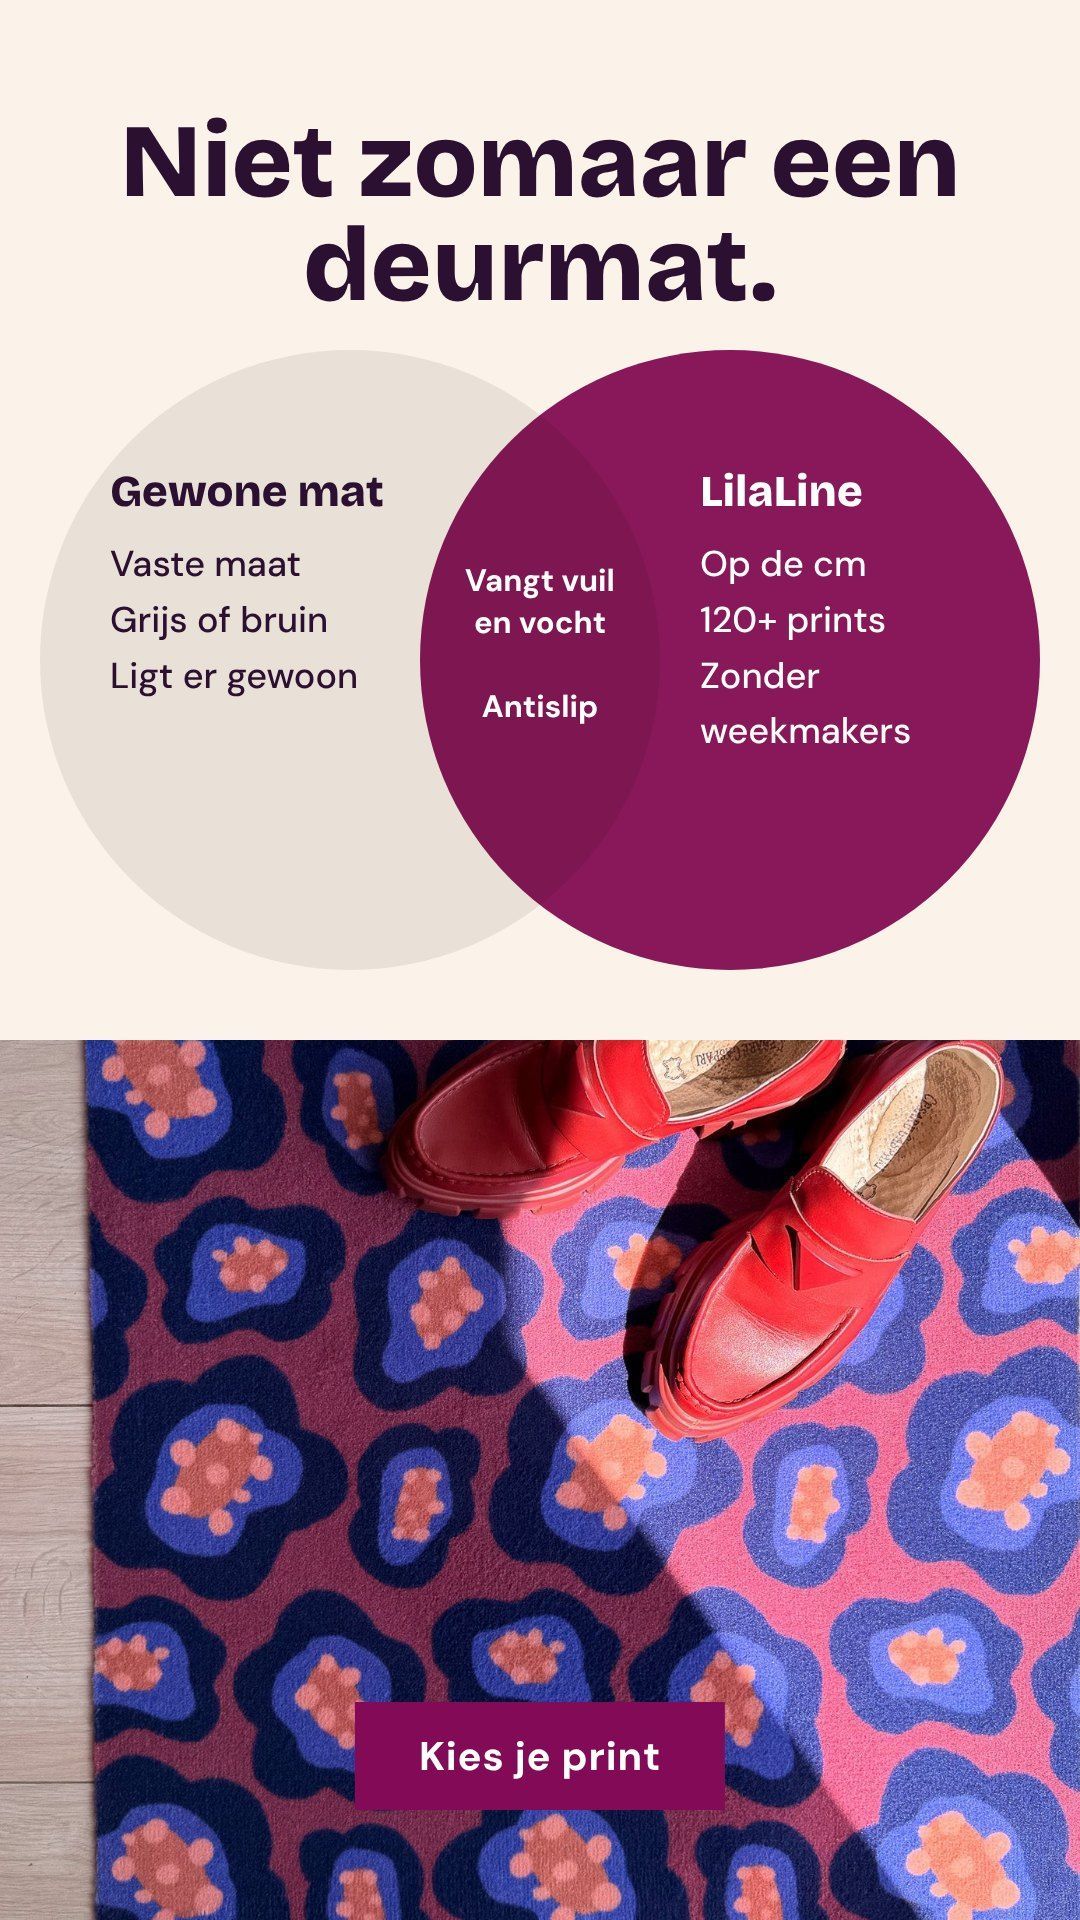 Niet zomaar een
deurmat.
Gewone mat
Vaste maat
Grijs of bruin
Ligt er gewoon
Vangt vuil
en vocht
Antislip
LilaLine
Op de cm
120+ prints
Zonder
weekmakers
Kies je print